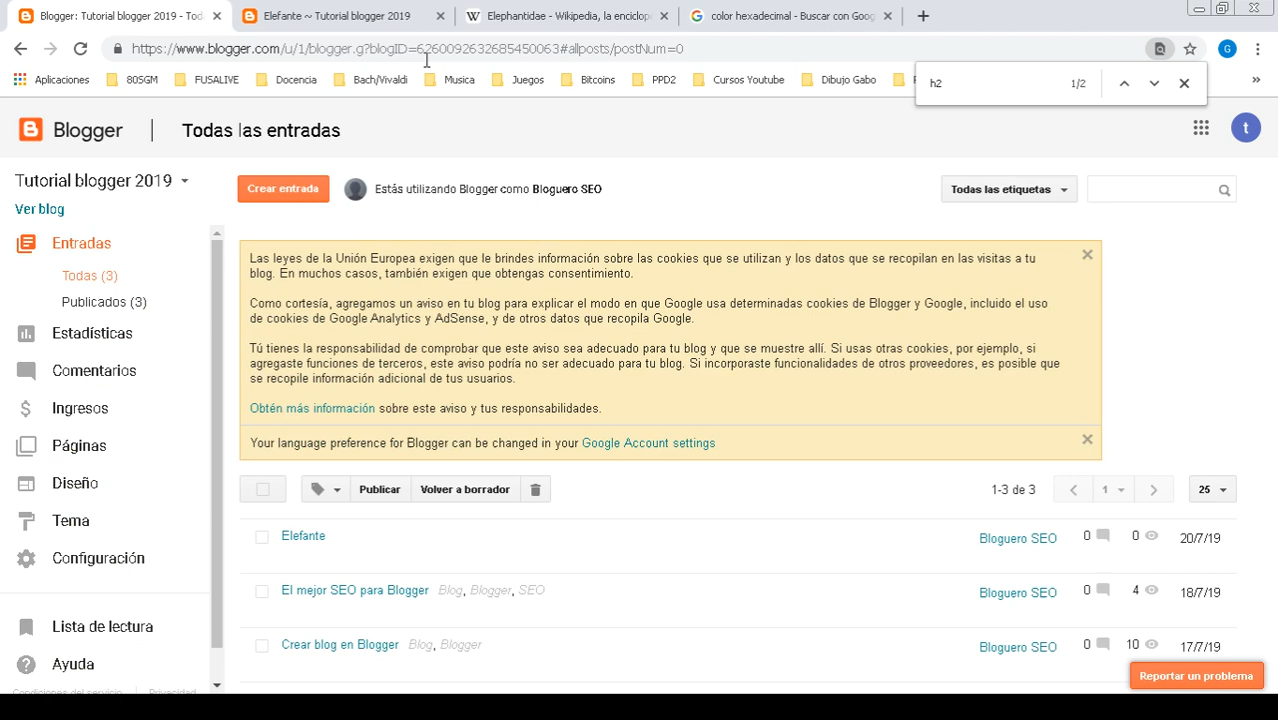 Blogger: Tutorial blogger 2019 - Tod
Elefante ~ Tutorial blogger 2019
Elephantidae - Wikipedia, la enciclop
color hexadecimal - Buscar con Goog
https://www.blogger.com/u/1/blogger.g?blogID=6260092632685450063#allposts/postNum=0
Aplicaciones
80SGM
FUSALIVE
Docencia
Bach/Vivaldi
Musica
Juegos
Bitcoins
PPD2
Cursos Youtube
Dibujo Gabo
h2
1/2
Blogger
Todas las entradas
t
Tutorial blogger 2019
Ver blog
Crear entrada
Estás utilizando Blogger como Bloguero SEO
Todas las etiquetas
Entradas
Todas (3)
Publicados (3)
Estadísticas
Comentarios
Ingresos
Páginas
Diseño
Tema
Configuración
Lista de lectura
Ayuda
Condiciones del servicio
Privacidad
Las leyes de la Unión Europea exigen que le brindes información sobre las cookies que se utilizan y los datos que se recopilan en las visitas a tu
blog. En muchos casos, también exigen que obtengas consentimiento.
Como cortesía, agregamos un aviso en tu blog para explicar el modo en que Google usa determinadas cookies de Blogger y Google, incluido el uso
de cookies de Google Analytics y AdSense, y de otros datos que recopila Google.
Tú tienes la responsabilidad de comprobar que este aviso sea adecuado para tu blog y que se muestre allí. Si usas otras cookies, por ejemplo, si
agregaste funciones de terceros, este aviso podría no ser adecuado para tu blog. Si incorporaste funcionalidades de otros proveedores, es posible que
se recopile información adicional de tus usuarios.
Obtén más información sobre este aviso y tus responsabilidades.
Your language preference for Blogger can be changed in your Google Account settings
Publicar
Volver a borrador
1-3 de 3
1
25
Elefante
Bloguero SEO
0
0
20/7/19
El mejor SEO para Blogger Blog, Blogger, SEO
Bloguero SEO
0
4
18/7/19
Crear blog en Blogger Blog, Blogger
Bloguero SEO
0
10
17/7/19
Reportar un problema